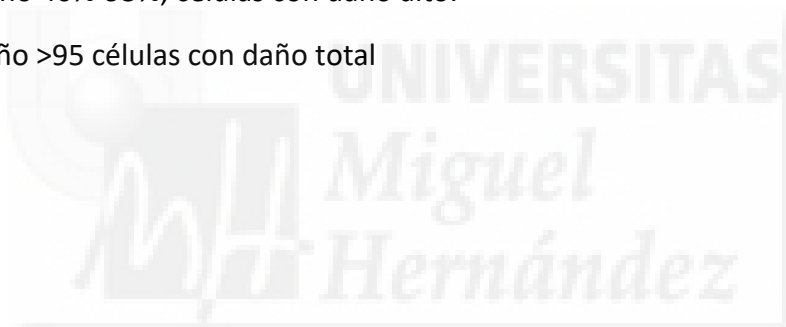 ño >95 células con daño total
UNIVERSITAS
Miguel
Hernández